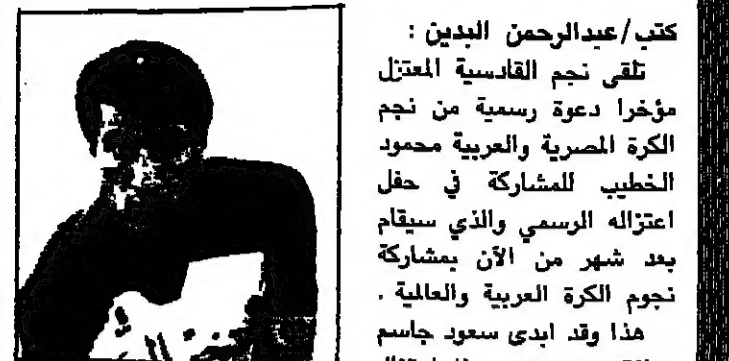 كتب/عبدالرحمن البدين :
تلقى نجم القادسية المعتزل
مؤخرا دعوة رسمية من نجم
الكرة المصرية والعربية محمود
الخطيب للمشاركة في حفل
اعتزاله الرسمي والذي سيقام
بعد شهر من الآن بمشاركة
نجوم الكرة العربية والعالمية .
هذا وقد ابدى سعود جاسم